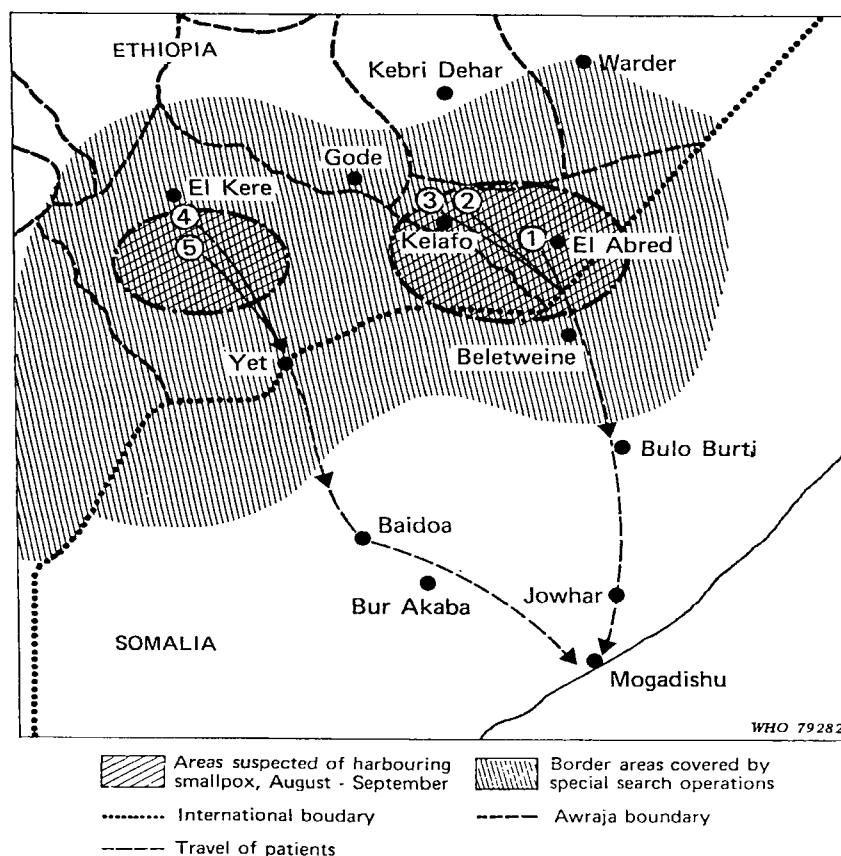 ETHIOPIA
Kebri Dehar
Warder
Gode
El Kere
3
2
4
Kelafo
1
El Abred
5
Yet
Beletweine
Bulo Burti
Baidoa
Bur Akaba
Jowhar
SOMALIA
Mogadishu
WHO 79282
Areas suspected of harbouring
smallpox, August - September
Border areas covered by
special search operations
International boudary
Awraja boundary
Travel of patients